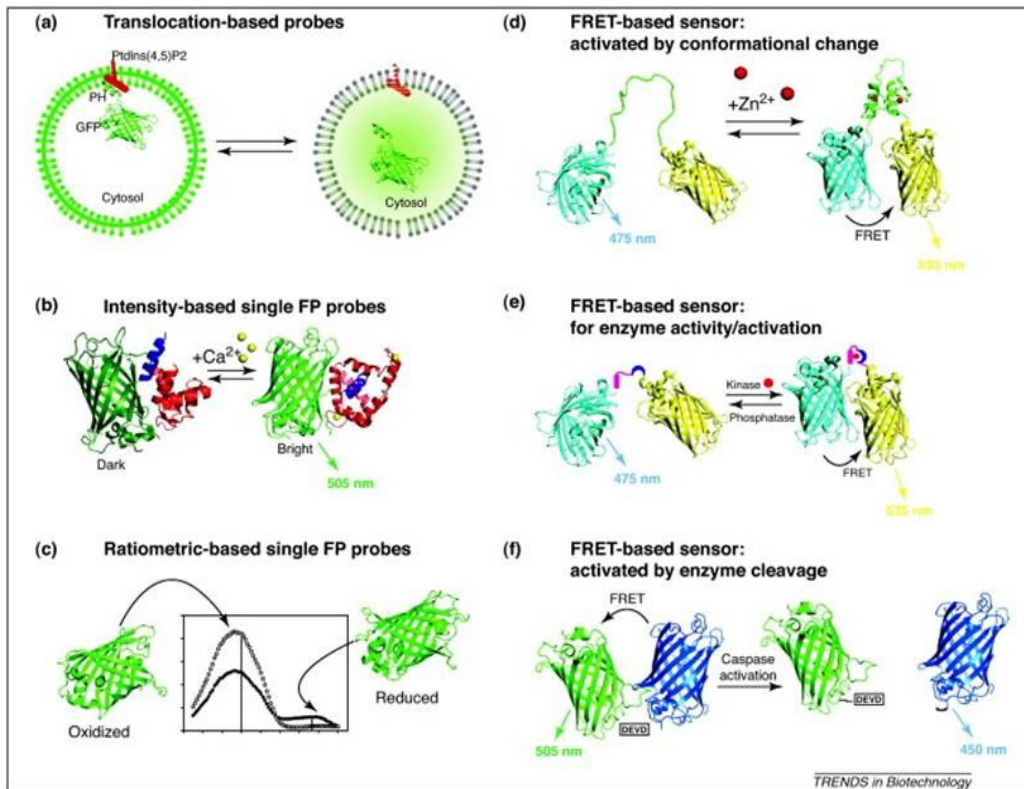 (a) Translocation-based probes
PtdIns(4,5)P2
PH
GFP
Cytosol
Cytosol
(b) Intensity-based single FP probes
+Ca2+
Dark
Bright
505 nm
(c) Ratiometric-based single FP probes
Oxidized
Reduced
(d) FRET-based sensor:
activated by conformational change
+Zn2+
475 nm
FRET
535 nm
(e) FRET-based sensor:
for enzyme activity/activation
Kinase
Phosphatase
475 nm
FRET
535 nm
(f) FRET-based sensor:
activated by enzyme cleavage
FRET
Caspase
activation
DEVD
DEVD
505 nm
450 nm
TRENDS in Biotechnology